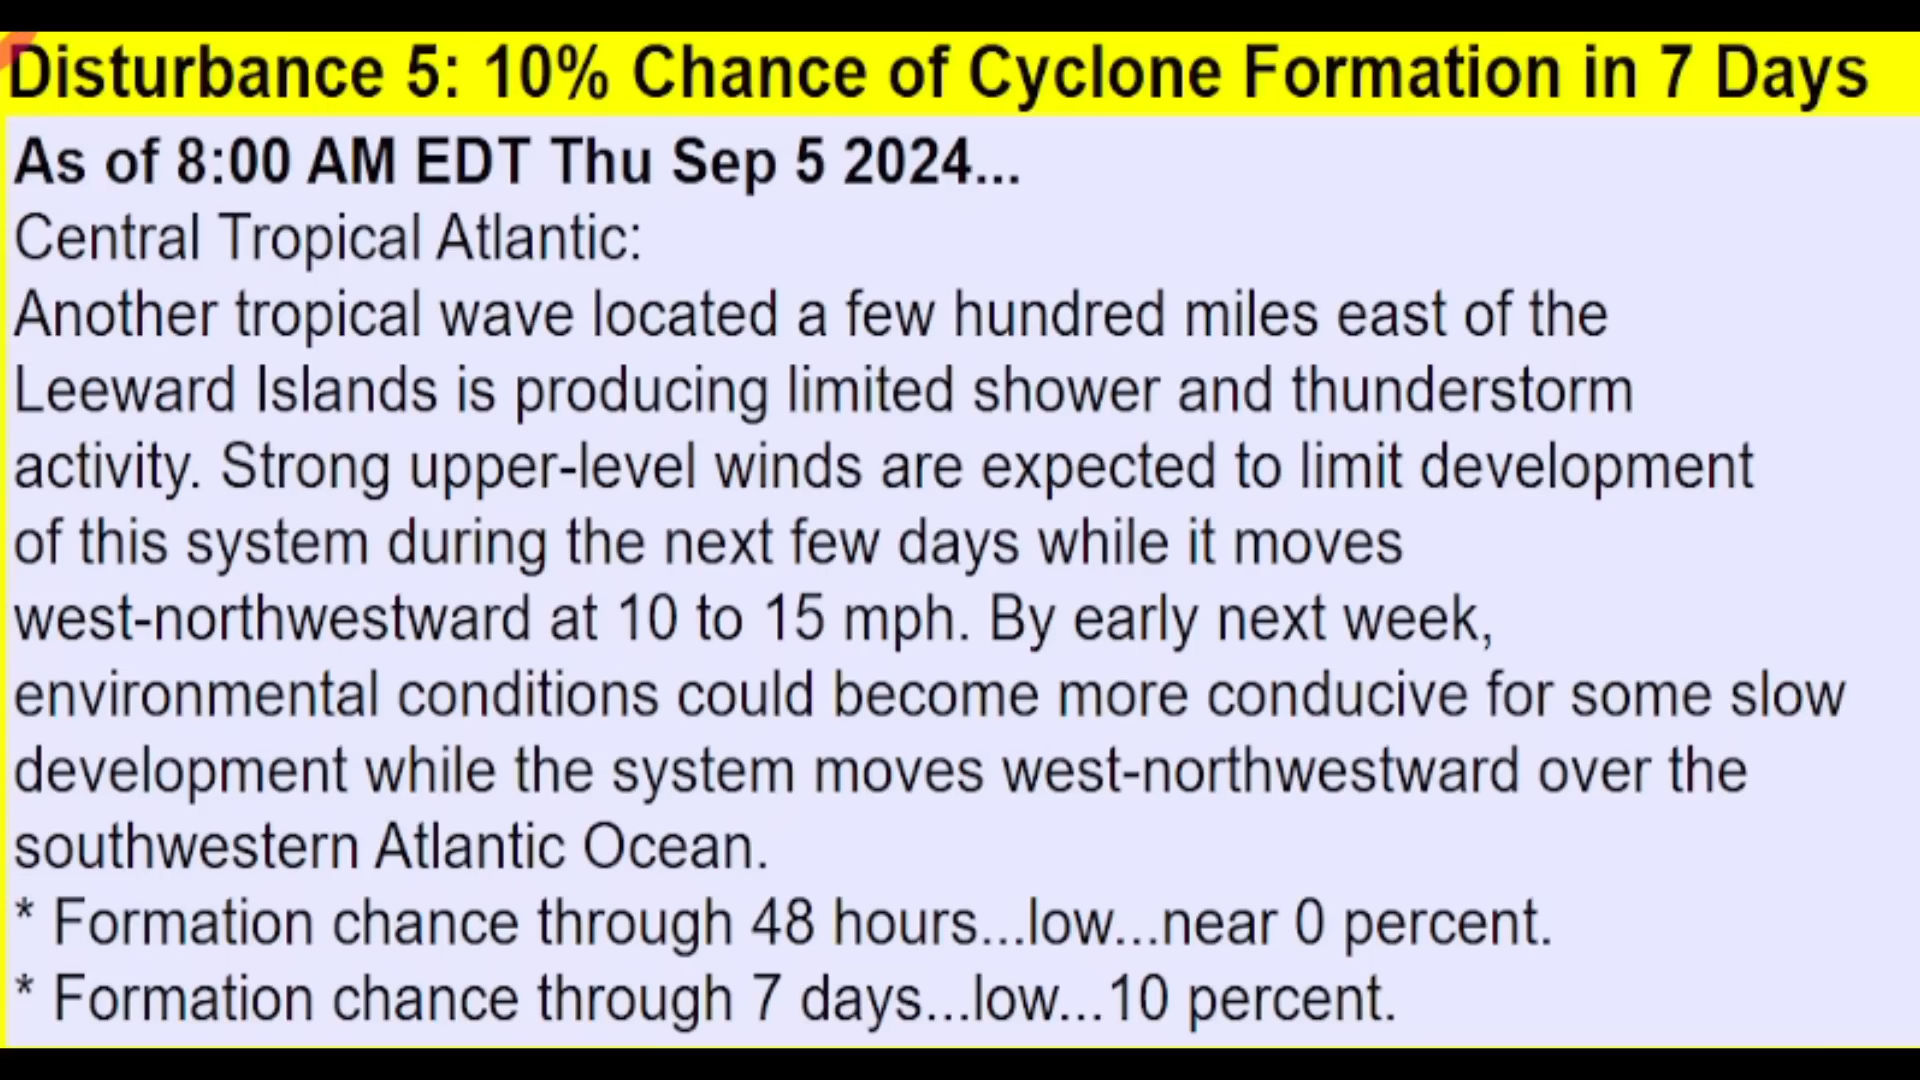 Disturbance 5: 10% Chance of Cyclone Formation in 7 Days
As of 8:00 AM EDT Thu Sep 5 2024...
Central Tropical Atlantic:
Another tropical wave located a few hundred miles east of the
Leeward Islands is producing limited shower and thunderstorm
activity. Strong upper-level winds are expected to limit development
of this system during the next few days while it moves
west-northwestward at 10 to 15 mph. By early next week,
environmental conditions could become more conducive for some slow
development while the system moves west-northwestward over the
southwestern Atlantic Ocean.
* Formation chance through 48 hours...low...near 0 percent.
* Formation chance through 7 days...low...10 percent.